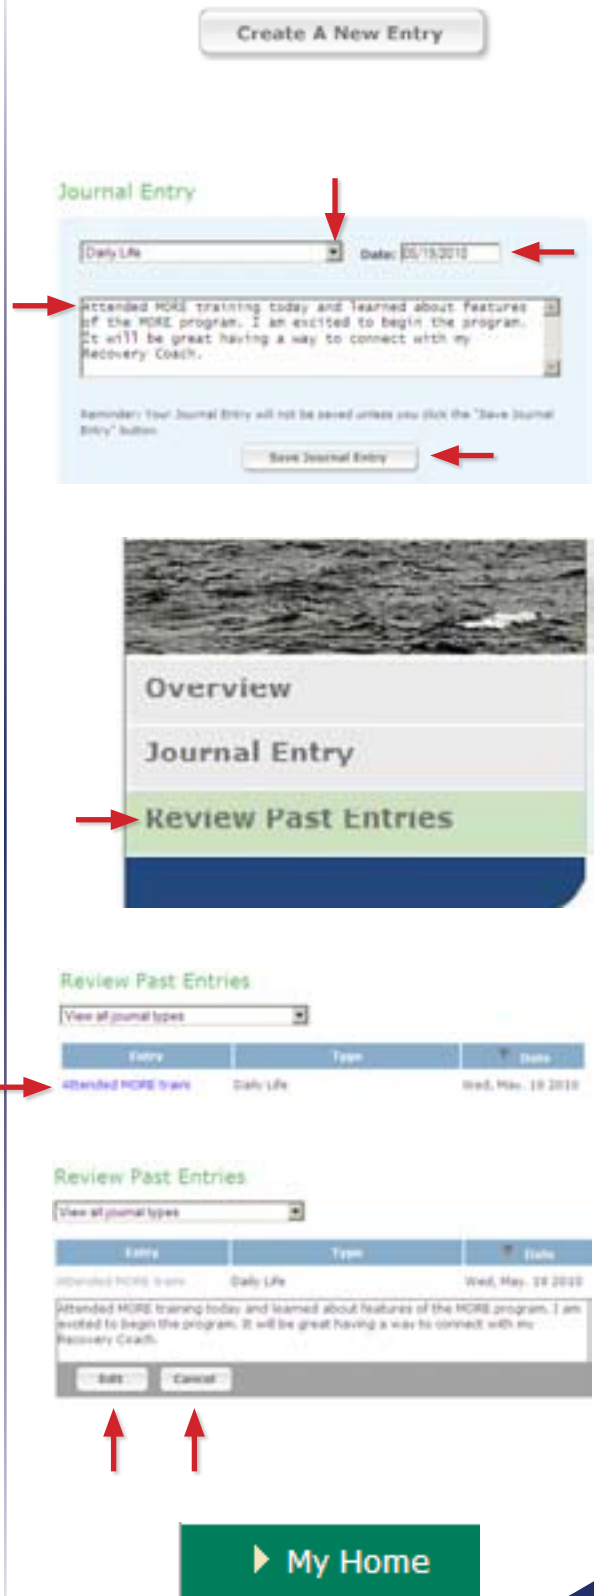 Create A New Entry
Journal Entry
Daily Life Date: 05/19/2010
Attended MORE training today and learned about features
of the MORE program. I am excited to begin the program.
It will be great having a way to connect with my
Recovery Coach.
Reminder: Your Journal Entry will not be saved unless you click the "Save Journal
Entry" button
Save Journal Entry
Overview
Journal Entry
Review Past Entries
Review Past Entries
View all journal types
Entry Type Date
Attended MORE traini Daily Life Wed, May. 19 2010
Review Past Entries
View all journal types
Entry Type Date
Attended MORE traini Daily Life Wed, May. 19 2010
Attended MORE training today and learned about features of the MORE program. I am
excited to begin the program. It will be great having a way to connect with my
Recovery Coach.
Edit Cancel
My Home